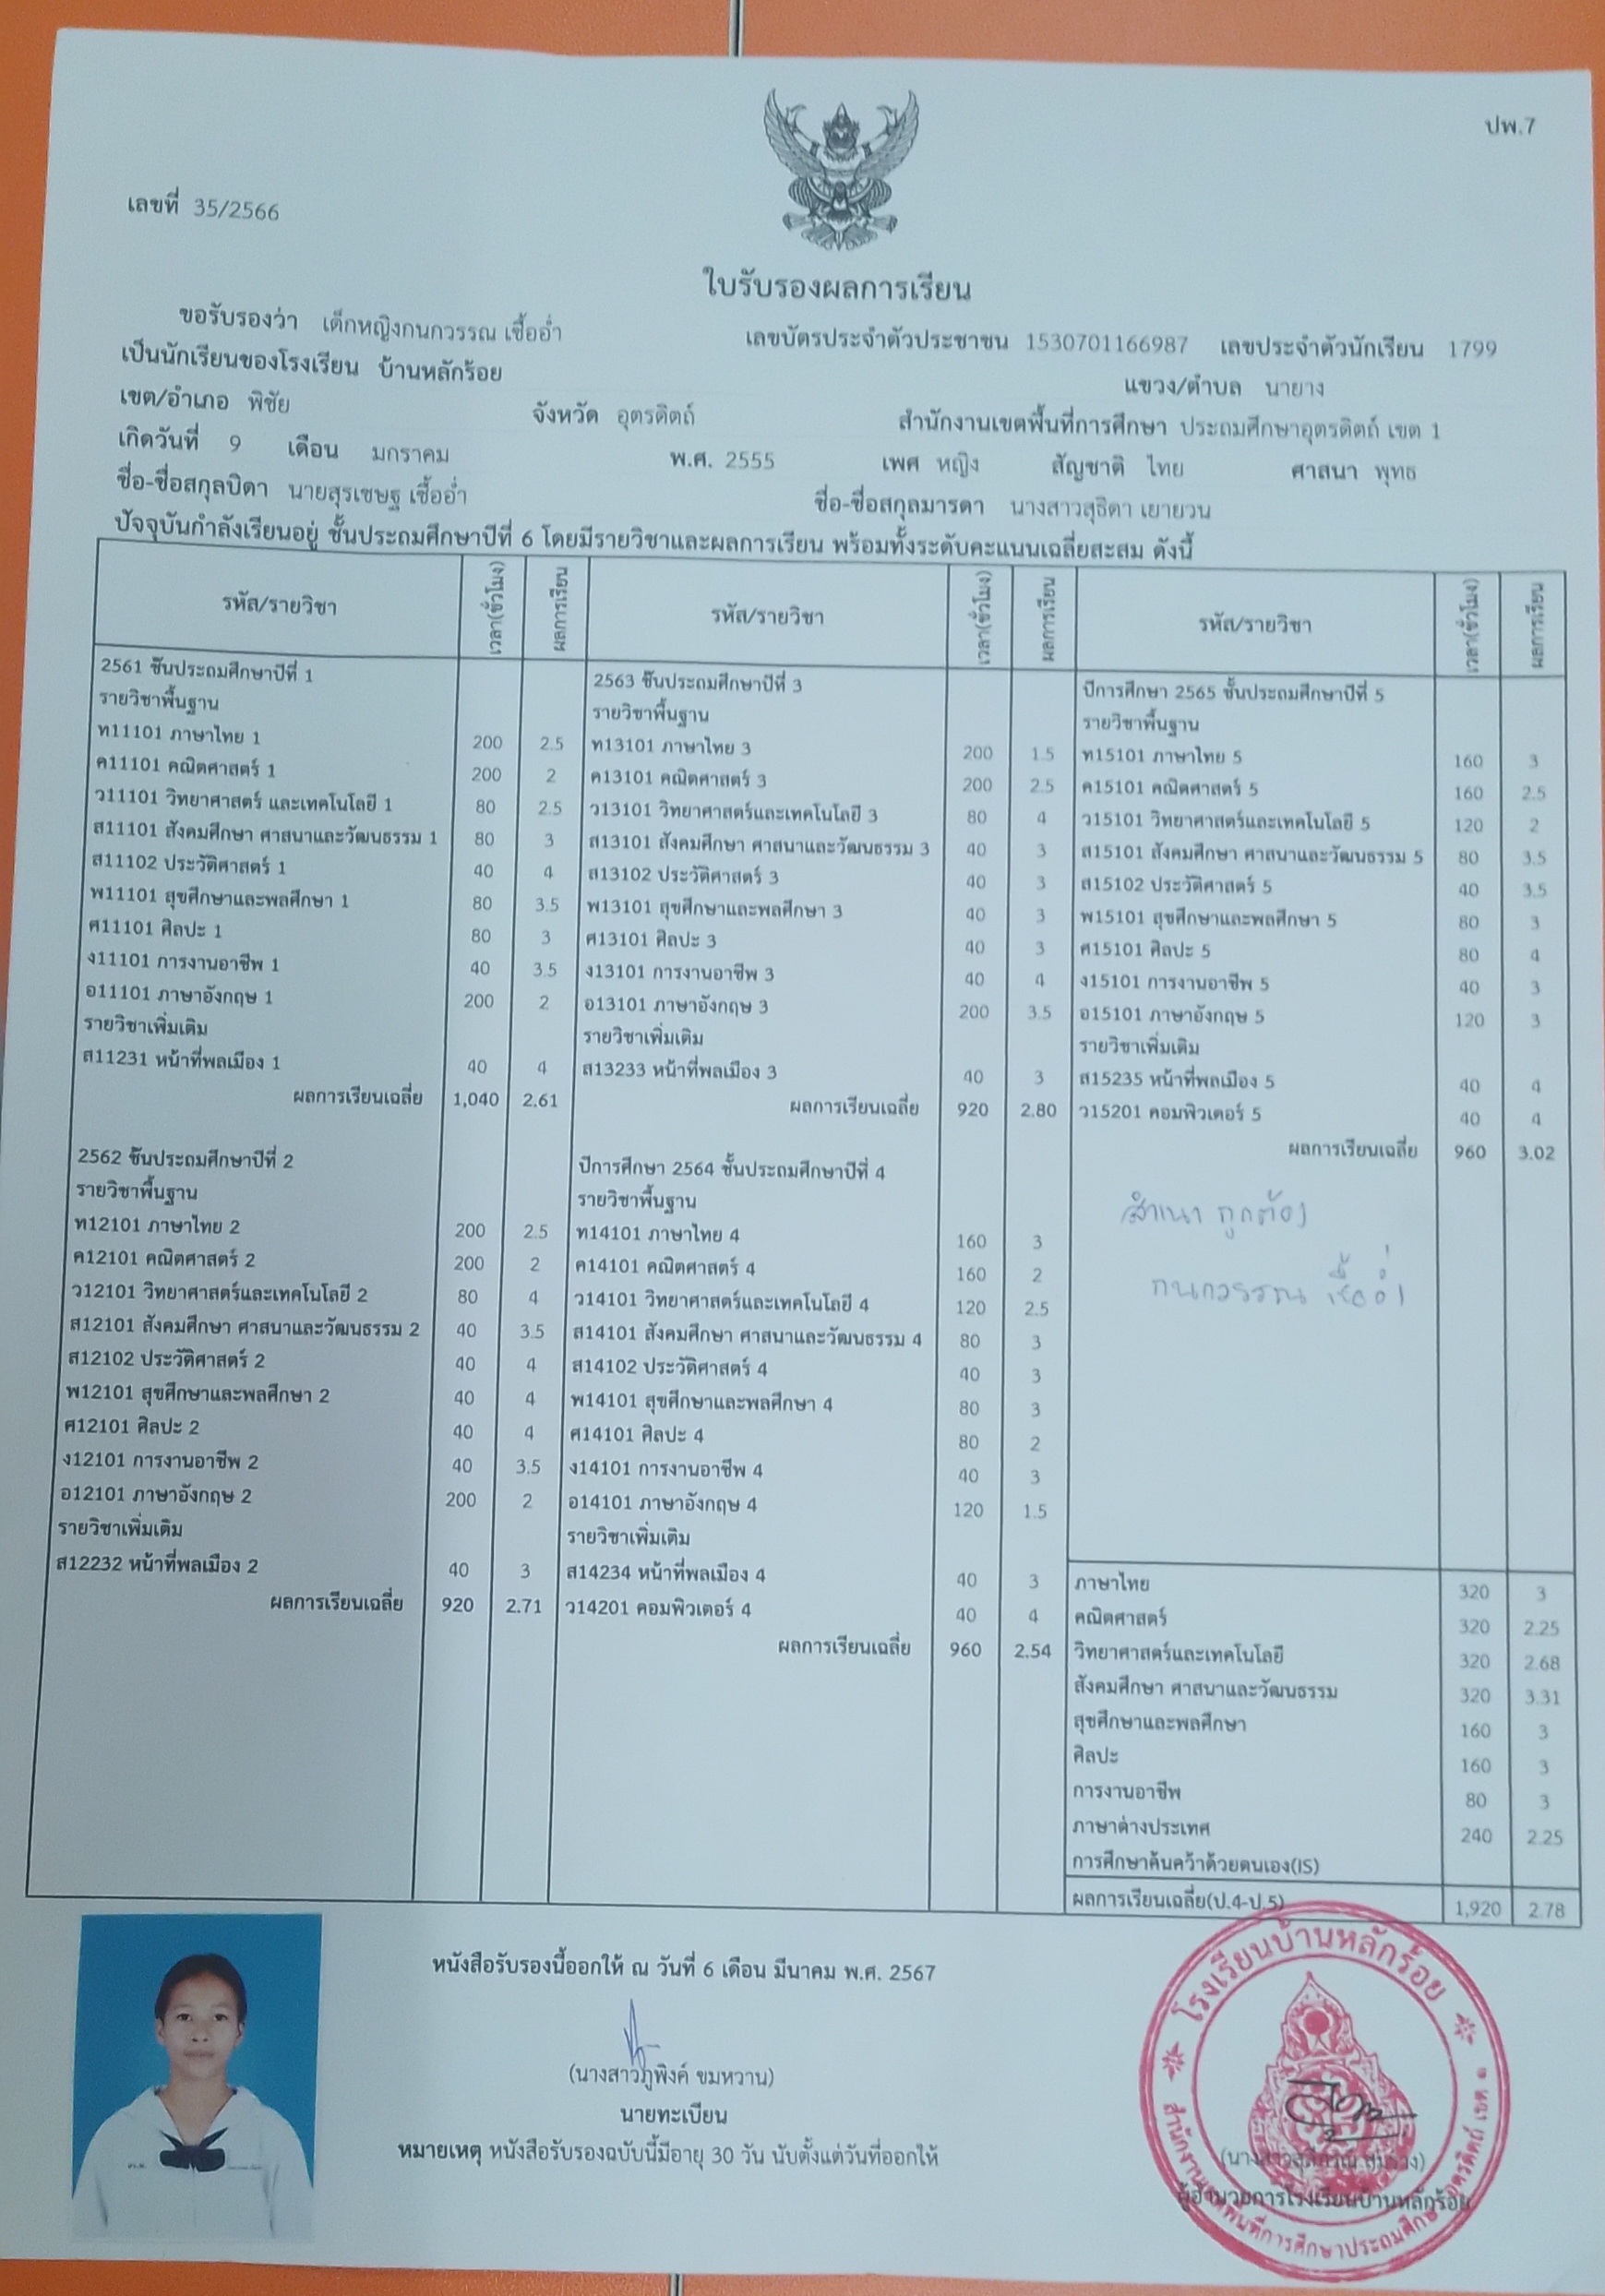 ปพ.7
เลขที่ 35/2566
ใบรับรองผลการเรียน
ขอรับรองว่า เด็กหญิงกนกวรรณ เชื้ออ่ำ เลขบัตรประจำตัวประชาชน 1530701166987 เลขประจำตัวนักเรียน 1799
เป็นนักเรียนของโรงเรียน บ้านหลักร้อย แขวง/ตำบล นายาง
เขต/อำเภอ พิชัย จังหวัด อุตรดิตถ์ สำนักงานเขตพื้นที่การศึกษา ประถมศึกษาอุตรดิตถ์ เขต 1
เกิดวันที่ 9 เดือน มกราคม พ.ศ. 2555 เพศ หญิง สัญชาติ ไทย ศาสนา พุทธ
ชื่อ-ชื่อสกุลบิดา นายสุรเชษฐ เชื้ออ่ำ ชื่อ-ชื่อสกุลมารดา นางสาวสุธิดา เยายวน
ปัจจุบันกำลังเรียนอยู่ ชั้นประถมศึกษาปีที่ 6 โดยมีรายวิชาและผลการเรียน พร้อมทั้งระดับคะแนนเฉลี่ยสะสม ดังนี้
รหัส/รายวิชา เวลา(ชั่วโมง) ผลการเรียน
2561 ชั้นประถมศึกษาปีที่ 1
รายวิชาพื้นฐาน
ท11101 ภาษาไทย 1 200 2.5
ค11101 คณิตศาสตร์ 1 200 2
ว11101 วิทยาศาสตร์ และเทคโนโลยี 1 80 2.5
ส11101 สังคมศึกษา ศาสนาและวัฒนธรรม 1 80 3
ส11102 ประวัติศาสตร์ 1 40 4
พ11101 สุขศึกษาและพลศึกษา 1 80 3.5
ศ11101 ศิลปะ 1 80 3
ง11101 การงานอาชีพ 1 40 3.5
อ11101 ภาษาอังกฤษ 1 200 2
รายวิชาเพิ่มเติม
ส11231 หน้าที่พลเมือง 1 40 4
ผลการเรียนเฉลี่ย 1,040 2.61
2562 ชั้นประถมศึกษาปีที่ 2
รายวิชาพื้นฐาน
ท12101 ภาษาไทย 2 200 2.5
ค12101 คณิตศาสตร์ 2 200 2
ว12101 วิทยาศาสตร์และเทคโนโลยี 2 80 4
ส12101 สังคมศึกษา ศาสนาและวัฒนธรรม 2 40 3.5
ส12102 ประวัติศาสตร์ 2 40 4
พ12101 สุขศึกษาและพลศึกษา 2 40 4
ศ12101 ศิลปะ 2 40 4
ง12101 การงานอาชีพ 2 40 3.5
อ12101 ภาษาอังกฤษ 2 200 2
รายวิชาเพิ่มเติม
ส12232 หน้าที่พลเมือง 2 40 3
ผลการเรียนเฉลี่ย 920 2.71
รหัส/รายวิชา เวลา(ชั่วโมง) ผลการเรียน
2563 ชั้นประถมศึกษาปีที่ 3
รายวิชาพื้นฐาน
ท13101 ภาษาไทย 3 200 1.5
ค13101 คณิตศาสตร์ 3 200 2.5
ว13101 วิทยาศาสตร์และเทคโนโลยี 3 80 4
ส13101 สังคมศึกษา ศาสนาและวัฒนธรรม 3 40 3
ส13102 ประวัติศาสตร์ 3 40 3
พ13101 สุขศึกษาและพลศึกษา 3 40 3
ศ13101 ศิลปะ 3 40 3
ง13101 การงานอาชีพ 3 40 4
อ13101 ภาษาอังกฤษ 3 200 3.5
รายวิชาเพิ่มเติม
ส13233 หน้าที่พลเมือง 3 40 3
ผลการเรียนเฉลี่ย 920 2.80
ปีการศึกษา 2564 ชั้นประถมศึกษาปีที่ 4
รายวิชาพื้นฐาน
ท14101 ภาษาไทย 4 160 3
ค14101 คณิตศาสตร์ 4 160 2
ว14101 วิทยาศาสตร์และเทคโนโลยี 4 120 2.5
ส14101 สังคมศึกษา ศาสนาและวัฒนธรรม 4 80 3
ส14102 ประวัติศาสตร์ 4 40 3
พ14101 สุขศึกษาและพลศึกษา 4 80 3
ศ14101 ศิลปะ 4 80 2
ง14101 การงานอาชีพ 4 40 3
อ14101 ภาษาอังกฤษ 4 120 1.5
รายวิชาเพิ่มเติม
ส14234 หน้าที่พลเมือง 4 40 3
ว14201 คอมพิวเตอร์ 4 40 4
ผลการเรียนเฉลี่ย 960 2.54
รหัส/รายวิชา เวลา(ชั่วโมง) ผลการเรียน
ปีการศึกษา 2565 ชั้นประถมศึกษาปีที่ 5
รายวิชาพื้นฐาน
ท15101 ภาษาไทย 5 160 3
ค15101 คณิตศาสตร์ 5 160 2.5
ว15101 วิทยาศาสตร์และเทคโนโลยี 5 120 2
ส15101 สังคมศึกษา ศาสนาและวัฒนธรรม 5 80 3.5
ส15102 ประวัติศาสตร์ 5 40 3.5
พ15101 สุขศึกษาและพลศึกษา 5 80 3
ศ15101 ศิลปะ 5 80 4
ง15101 การงานอาชีพ 5 40 3
อ15101 ภาษาอังกฤษ 5 120 3
รายวิชาเพิ่มเติม
ส15235 หน้าที่พลเมือง 5 40 4
ว15201 คอมพิวเตอร์ 5 40 4
ผลการเรียนเฉลี่ย 960 3.02
สำเนา ถูกต้อง
กนกวรรณ เชื้ออ่ำ
ภาษาไทย 320 3
คณิตศาสตร์ 320 2.25
วิทยาศาสตร์และเทคโนโลยี 320 2.68
สังคมศึกษา ศาสนาและวัฒนธรรม 320 3.31
สุขศึกษาและพลศึกษา 160 3
ศิลปะ 160 3
การงานอาชีพ 80 3
ภาษาต่างประเทศ 240 2.25
การศึกษาค้นคว้าด้วยตนเอง(IS)
ผลการเรียนเฉลี่ย(ป.4-ป.5) 1,920 2.78
หนังสือรับรองนี้ออกให้ ณ วันที่ 6 เดือน มีนาคม พ.ศ. 2567
(นางสาวภูพิงค์ ขมหวาน)
นายทะเบียน
หมายเหตุ หนังสือรับรองฉบับนี้มีอายุ 30 วัน นับตั้งแต่วันที่ออกให้
โรงเรียนบ้านหลักร้อย
ผู้อำนวยการโรงเรียนบ้านหลักร้อย
สำนักงานเขตพื้นที่การศึกษาประถมศึกษาอุตรดิตถ์ เขต ๑